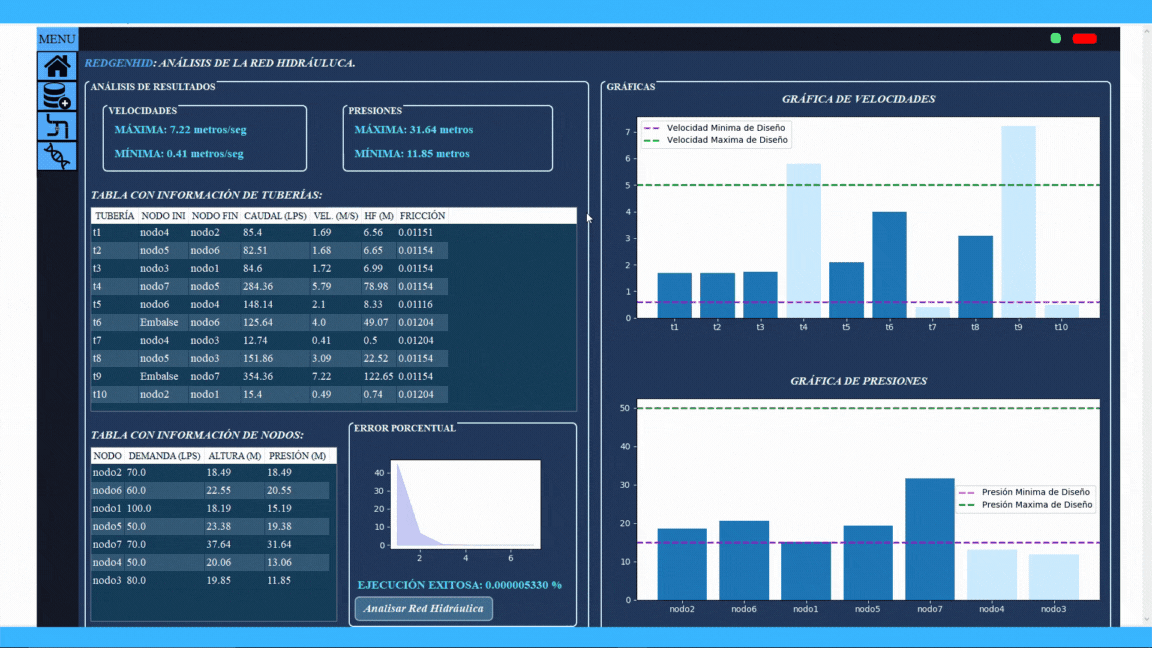 MENU
REDGENHID: ANÁLISIS DE LA RED HIDRÁULUCA.
ANÁLISIS DE RESULTADOS
VELOCIDADES
MÁXIMA: 7.22 metros/seg
MÍNIMA: 0.41 metros/seg
PRESIONES
MÁXIMA: 31.64 metros
MÍNIMA: 11.85 metros
TABLA CON INFORMACIÓN DE TUBERÍAS:
TUBERÍA NODO INI NODO FIN CAUDAL (LPS) VEL. (M/S) HF (M) FRICCIÓN
t1 nodo4 nodo2 85.4 1.69 6.56 0.01151
t2 nodo5 nodo6 82.51 1.68 6.65 0.01154
t3 nodo3 nodo1 84.6 1.72 6.99 0.01154
t4 nodo7 nodo5 284.36 5.79 78.98 0.01154
t5 nodo6 nodo4 148.14 2.1 8.33 0.01116
t6 Embalse nodo6 125.64 4.0 49.07 0.01204
t7 nodo4 nodo3 12.74 0.41 0.5 0.01204
t8 nodo5 nodo3 151.86 3.09 22.52 0.01154
t9 Embalse nodo7 354.36 7.22 122.65 0.01154
t10 nodo2 nodo1 15.4 0.49 0.74 0.01204
TABLA CON INFORMACIÓN DE NODOS:
NODO DEMANDA (LPS) ALTURA (M) PRESIÓN (M)
nodo2 70.0 18.49 18.49
nodo6 60.0 22.55 20.55
nodo1 100.0 18.19 15.19
nodo5 50.0 23.38 19.38
nodo7 70.0 37.64 31.64
nodo4 50.0 20.06 13.06
nodo3 80.0 19.85 11.85
ERROR PORCENTUAL
40
30
20
10
0
2 4 6
EJECUCIÓN EXITOSA: 0.000005330 %
Analisar Red Hidráulica
GRÁFICAS
GRÁFICA DE VELOCIDADES
Velocidad Minima de Diseño
Velocidad Maxima de Diseño
7
6
5
4
3
2
1
0
t1 t2 t3 t4 t5 t6 t7 t8 t9 t10
GRÁFICA DE PRESIONES
50
40
30
20
10
0
Presión Minima de Diseño
Presión Maxima de Diseño
nodo2 nodo6 nodo1 nodo5 nodo7 nodo4 nodo3